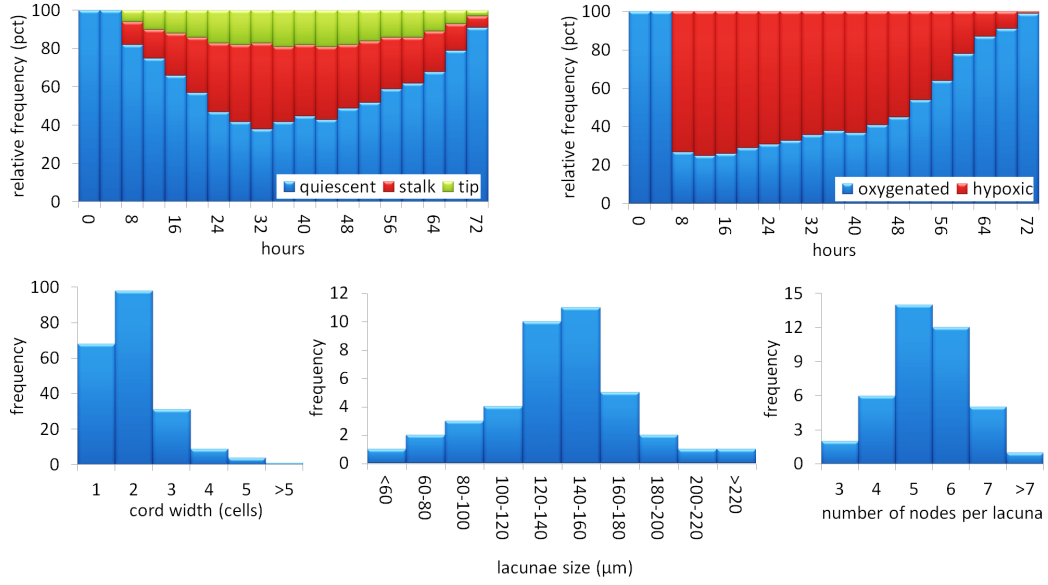 relative frequency (pct)
100
80
60
40
20
0
quiescent stalk tip
0 8 16 24 32 40 48 56 64 72
hours
relative frequency (pct)
100
80
60
40
20
0
oxygenated hypoxic
0 8 16 24 32 40 48 56 64 72
hours
frequency
100
80
60
40
20
0
1 2 3 4 5 >5
cord width (cells)
frequency
12
10
8
6
4
2
0
<60 60-80 80-100 100-120 120-140 140-160 160-180 180-200 200-220 >220
lacunae size (µm)
frequency
15
12
9
6
3
0
3 4 5 6 7 >7
number of nodes per lacuna